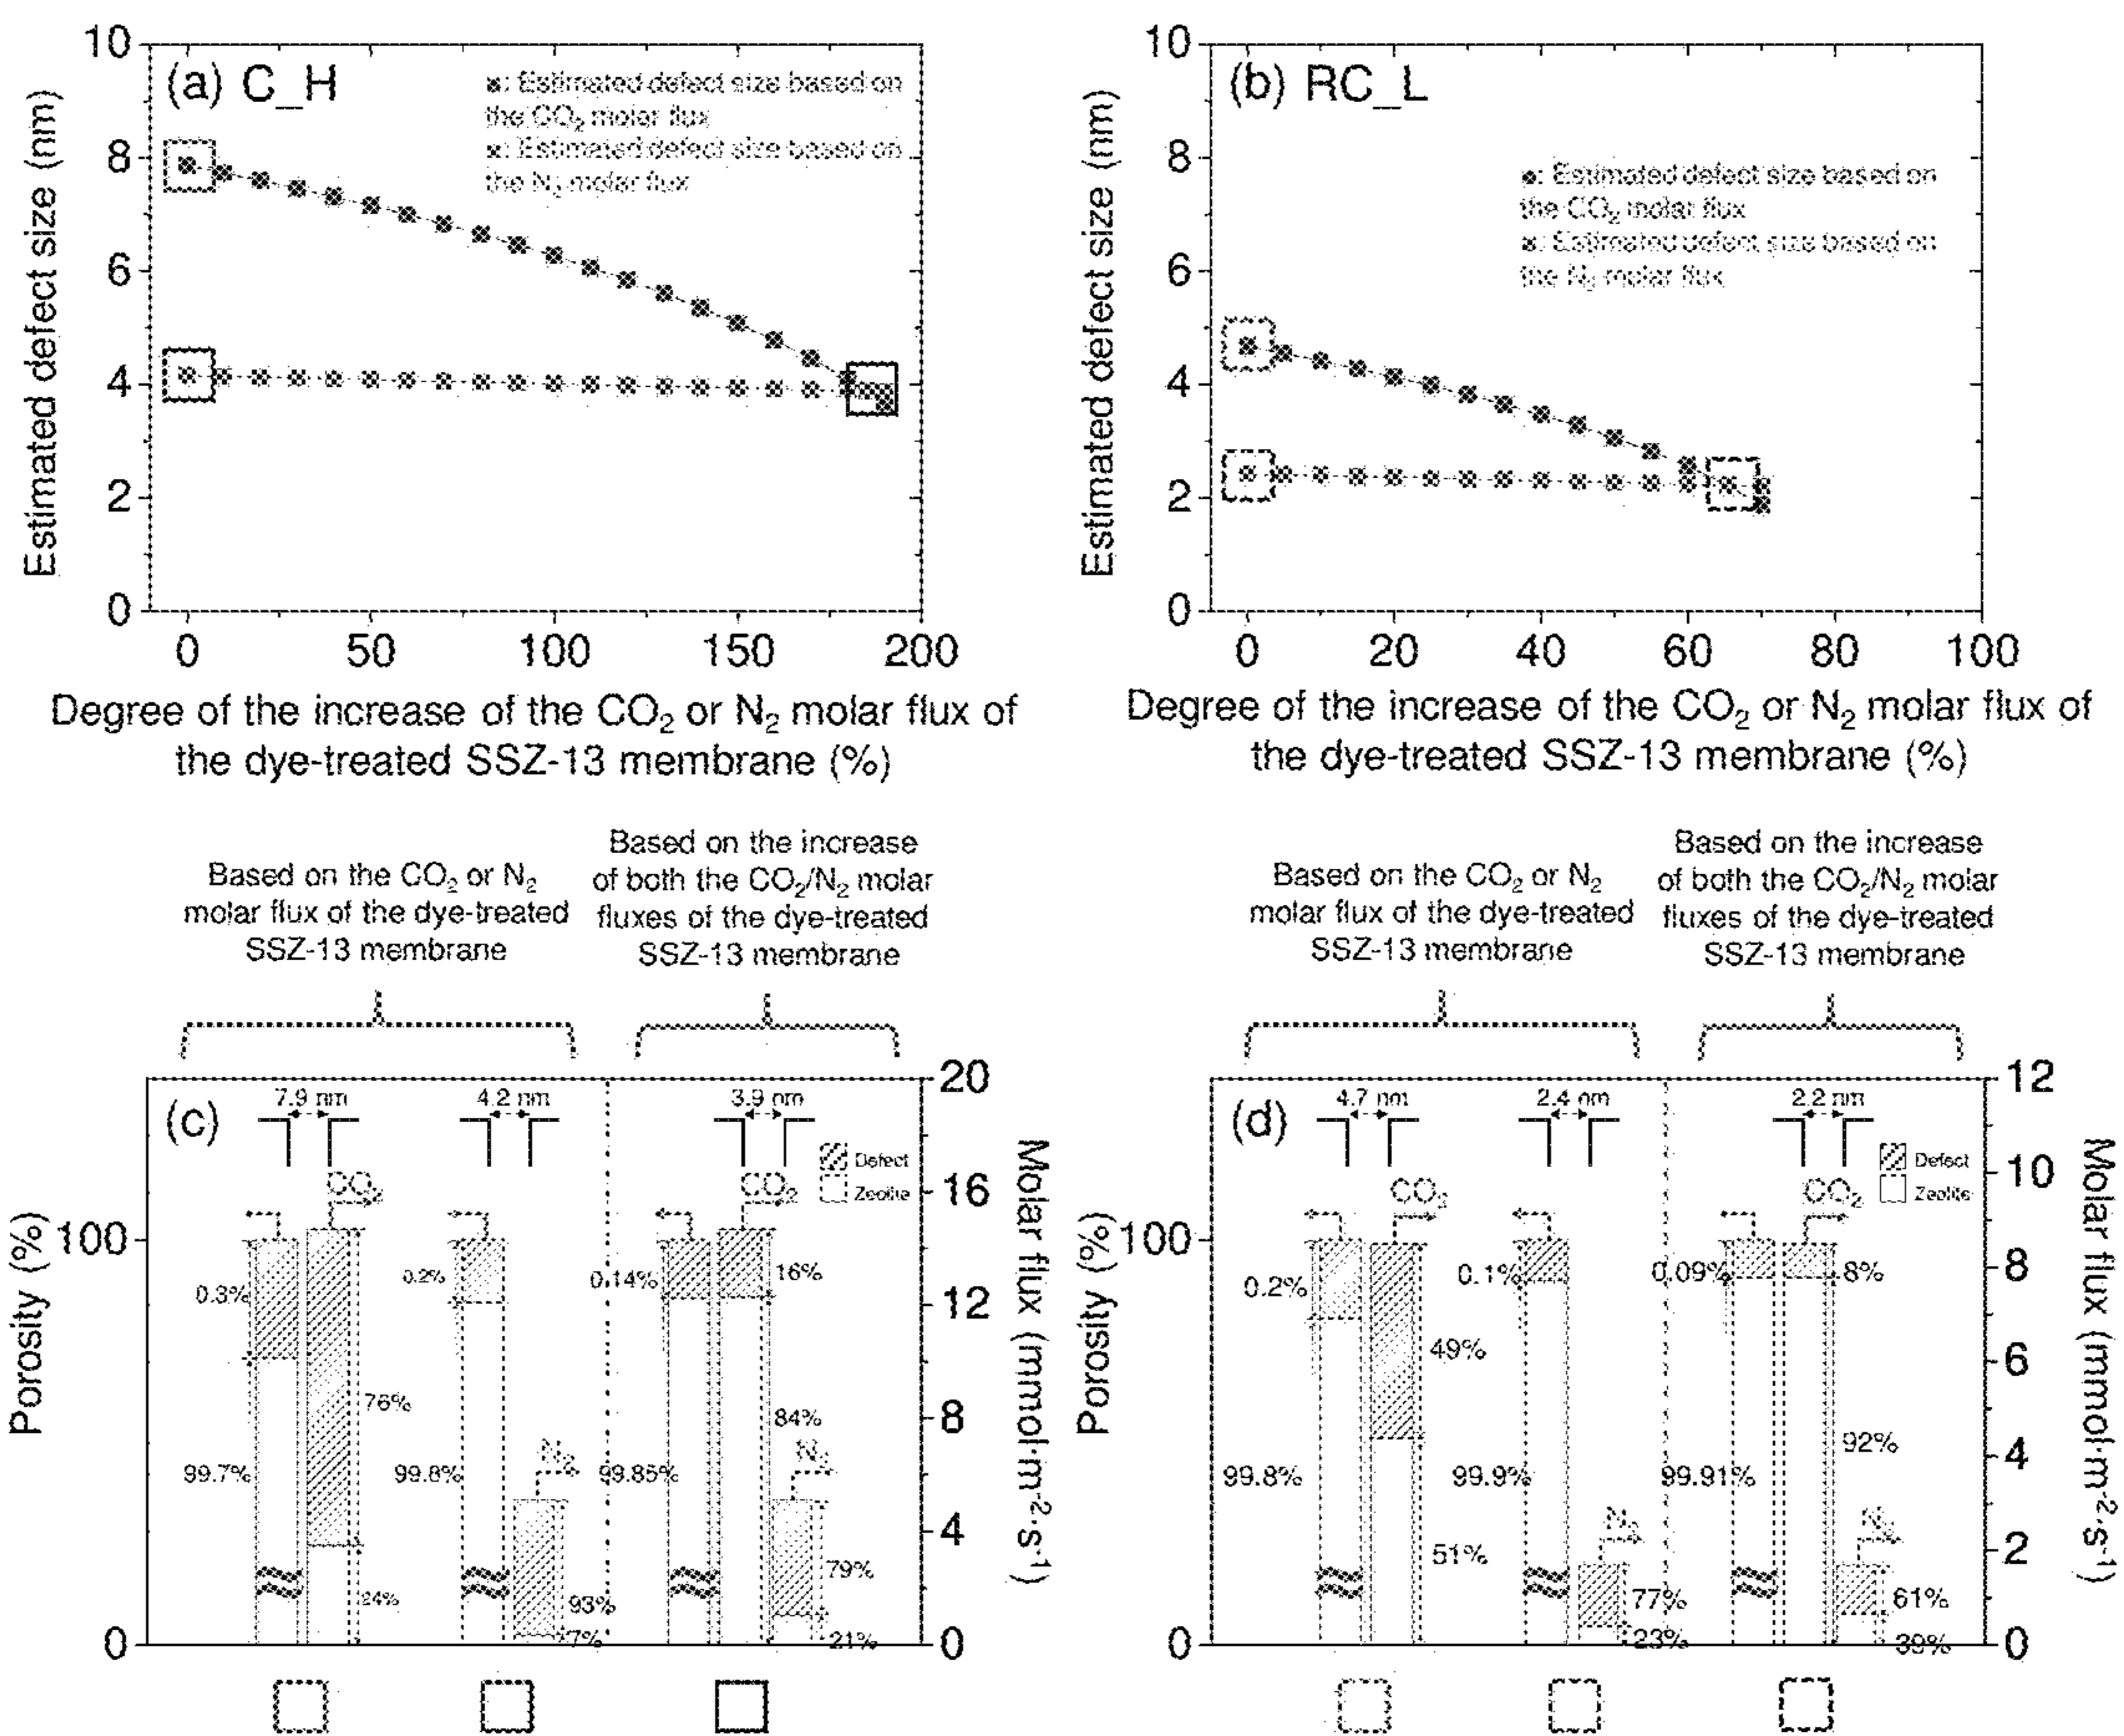 (a) C_H
■: Estimated defect size based on
the CO₂ molar flux
■: Estimated defect size based on
the N₂ molar flux
Estimated defect size (nm)
10
8
6
4
2
0
0 50 100 150 200
Degree of the increase of the CO₂ or N₂ molar flux of
the dye-treated SSZ-13 membrane (%)
(b) RC_L
■: Estimated defect size based on
the CO₂ molar flux
■: Estimated defect size based on
the N₂ molar flux
Estimated defect size (nm)
10
8
6
4
2
0
0 20 40 60 80 100
Degree of the increase of the CO₂ or N₂ molar flux of
the dye-treated SSZ-13 membrane (%)
Based on the CO₂ or N₂
molar flux of the dye-treated
SSZ-13 membrane
Based on the increase
of both the CO₂/N₂ molar
fluxes of the dye-treated
SSZ-13 membrane
(c)
7.9 nm
4.2 nm
3.9 nm
Defect
Zeolite
CO₂
CO₂
N₂
N₂
0.3%
99.7%
76%
24%
0.2%
99.8%
93%
7%
0.14%
99.85%
16%
84%
79%
21%
Porosity (%)
100
0
20
16
12
8
4
0
Molar flux (mmol·m⁻²·s⁻¹)
Based on the CO₂ or N₂
molar flux of the dye-treated
SSZ-13 membrane
Based on the increase
of both the CO₂/N₂ molar
fluxes of the dye-treated
SSZ-13 membrane
(d)
4.7 nm
2.4 nm
2.2 nm
Defect
Zeolite
CO₂
CO₂
N₂
N₂
0.2%
99.8%
49%
51%
0.1%
99.9%
77%
23%
0.09%
99.91%
8%
92%
61%
39%
Porosity (%)
100
0
12
10
8
6
4
2
0
Molar flux (mmol·m⁻²·s⁻¹)